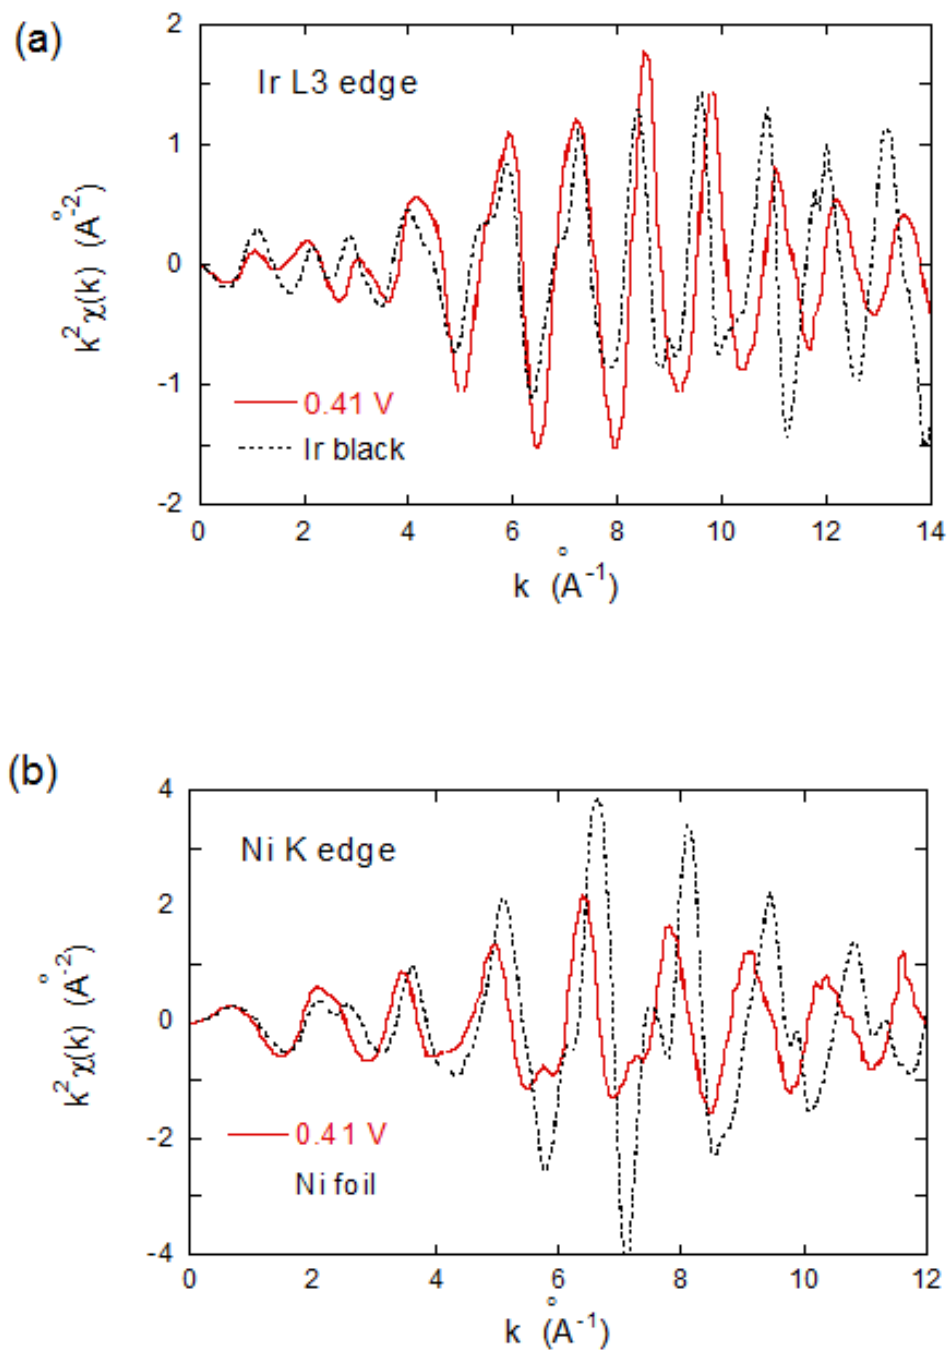 (a)
2
1
0
-1
-2
k²χ(k) (Å⁻²)
Ir L3 edge
0.41 V
Ir black
0 2 4 6 8 10 12 14
k (Å⁻¹)
(b)
4
2
0
-2
-4
k²χ(k) (Å⁻²)
Ni K edge
0.41 V
Ni foil
0 2 4 6 8 10 12
k (Å⁻¹)